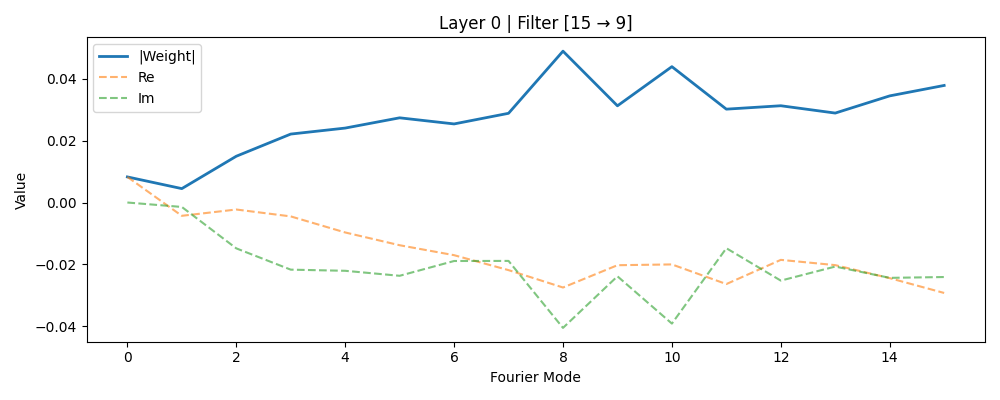 Layer 0 | Filter [15 → 9]
|Weight|
Re
Im
Value
0.04
0.02
0.00
−0.02
−0.04
0 2 4 6 8 10 12 14
Fourier Mode